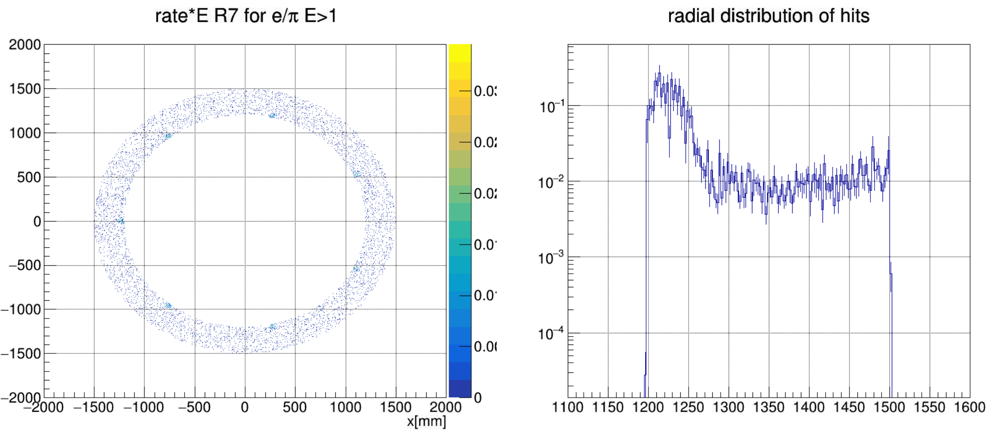 rate*E R7 for e/π E>1
2000
1500
1000
500
0
−500
−1000
−1500
−2000
−2000 −1500 −1000 −500 0 500 1000 1500 2000
x[mm]
0
radial distribution of hits
10⁻¹
10⁻²
10⁻³
10⁻⁴
1100 1150 1200 1250 1300 1350 1400 1450 1500 1550 1600